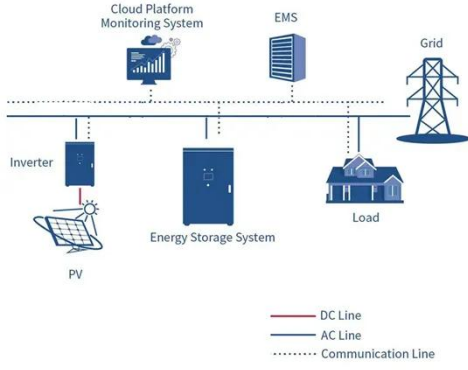 Cloud Platform
Monitoring System
EMS
Grid
Inverter
Energy Storage System
Load
PV
DC Line
AC Line
Communication Line